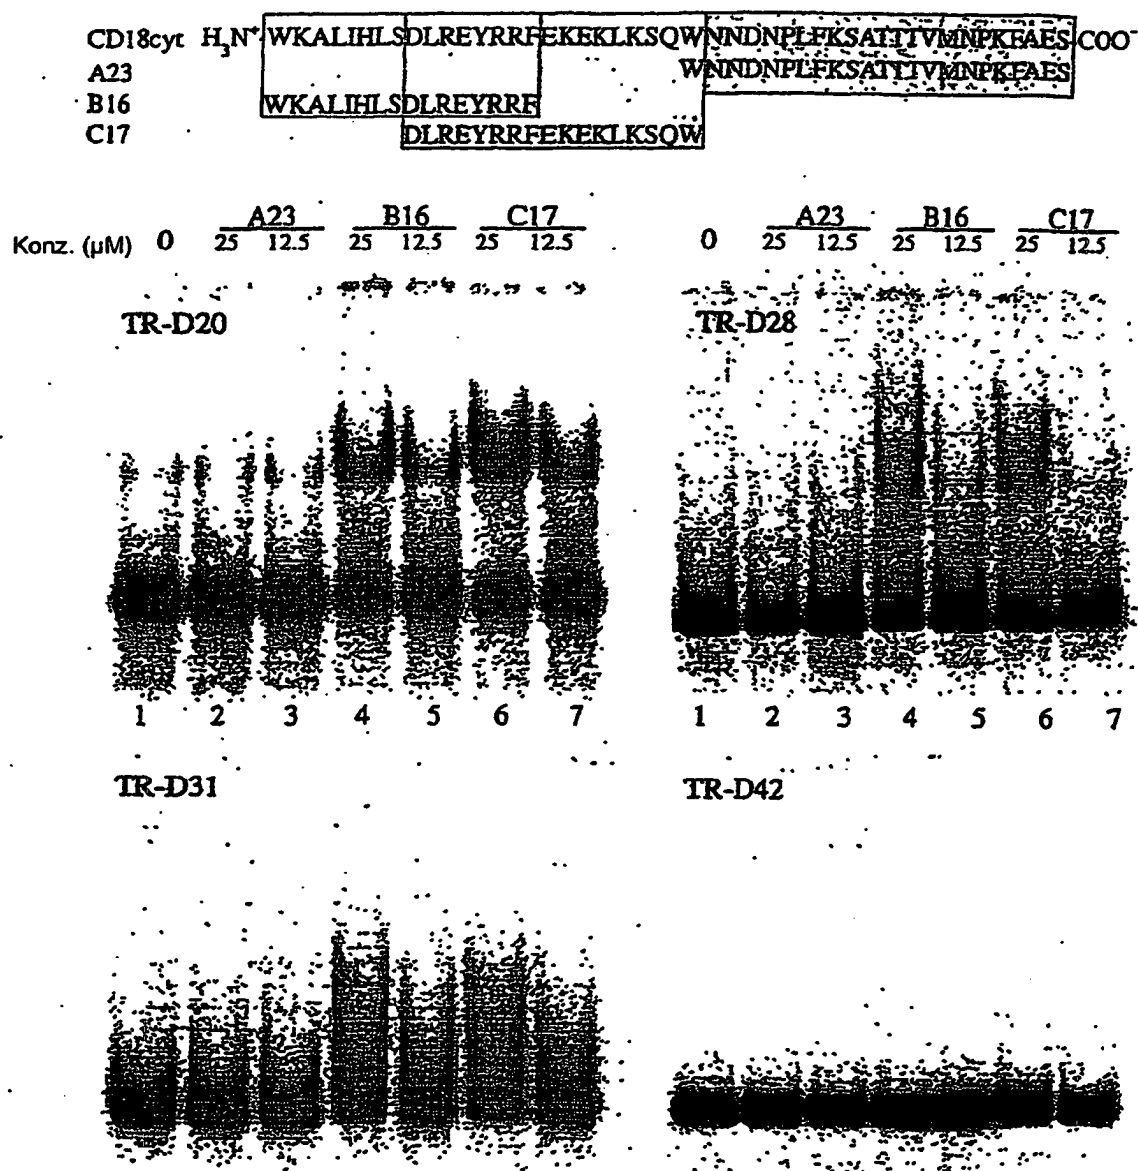 CD18cyt H3N+ WKALIHLSDLREYRRFEKEKLKSQWNNDNPLFKSATTTVMNPKFAES-COO-
A23 WNNDNPLFKSATTTVMNPKFAES
B16 WKALIHLSDLREYRRF
C17 DLREYRRFEKEKLKSQW
A23 B16 C17
Konz. (µM) 0 25 12.5 25 12.5 25 12.5
TR-D20
1 2 3 4 5 6 7
A23 B16 C17
0 25 12.5 25 12.5 25 12.5
TR-D28
1 2 3 4 5 6 7
TR-D31
TR-D42